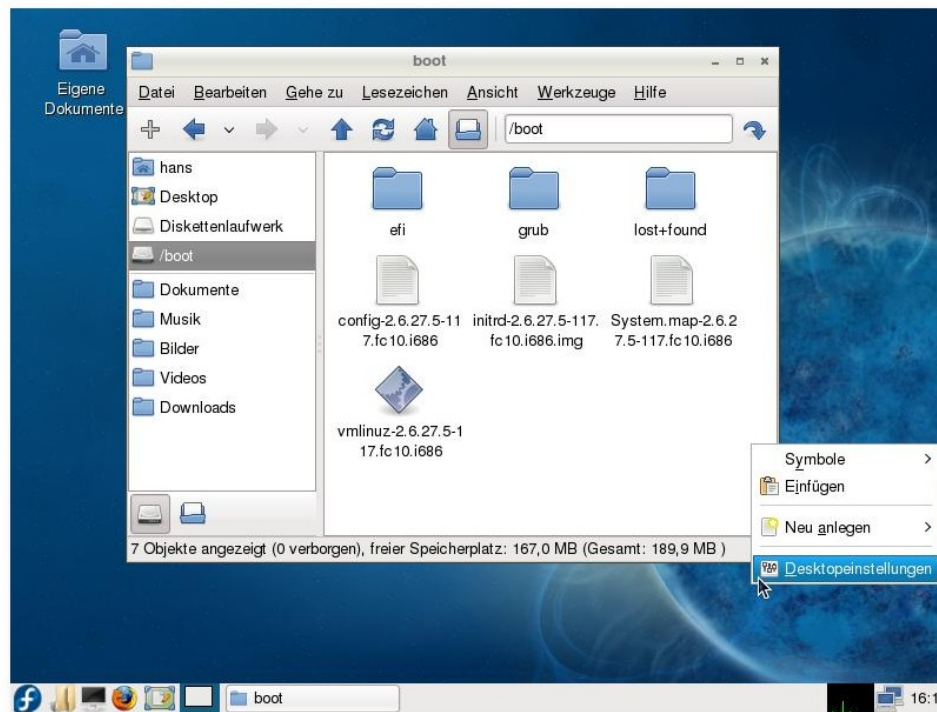 Eigene
Dokumente
boot
Datei Bearbeiten Gehe zu Lesezeichen Ansicht Werkzeuge Hilfe
/boot
hans
Desktop
Diskettenlaufwerk
/boot
Dokumente
Musik
Bilder
Videos
Downloads
efi
grub
lost+found
config-2.6.27.5-11
7.fc10.i686
initrd-2.6.27.5-117.
fc10.i686.img
System.map-2.6.2
7.5-117.fc10.i686
vmlinuz-2.6.27.5-1
17.fc10.i686
7 Objekte angezeigt (0 verborgen), freier Speicherplatz: 167,0 MB (Gesamt: 189,9 MB )
Symbole
Einfügen
Neu anlegen
Desktopeinstellungen
boot
16:1